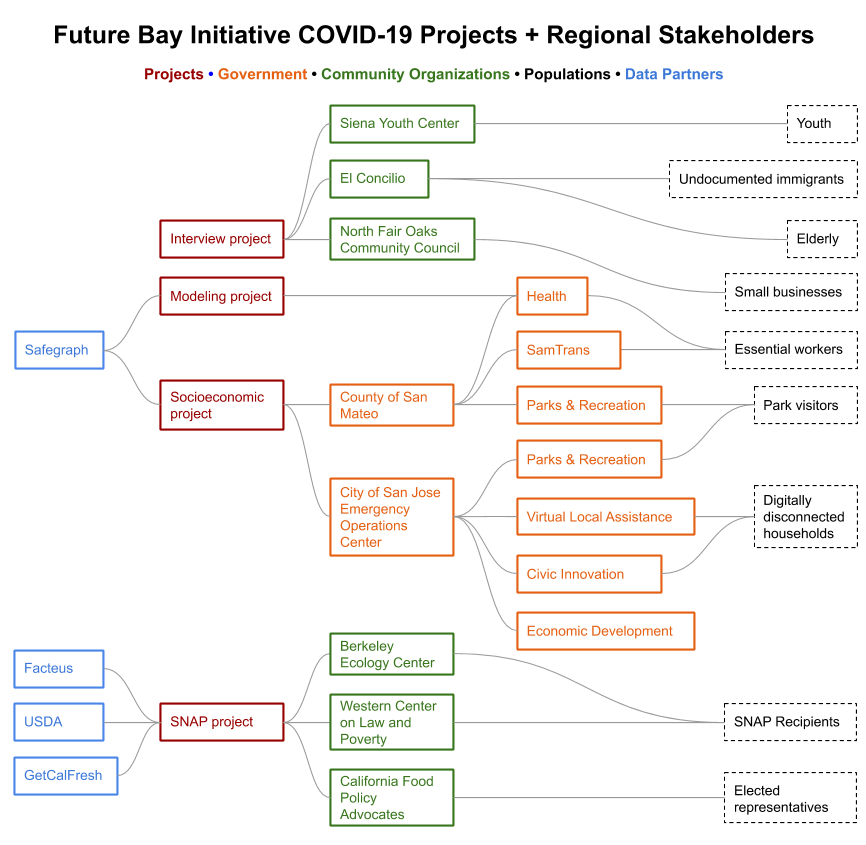 Future Bay Initiative COVID-19 Projects + Regional Stakeholders
Projects • Government • Community Organizations • Populations • Data Partners
Siena Youth Center
Youth
El Concilio
Undocumented immigrants
Interview project
North Fair Oaks
Community Council
Elderly
Small businesses
Modeling project
Health
Safegraph
SamTrans
Essential workers
Socioeconomic
project
County of San
Mateo
Parks & Recreation
Park visitors
Parks & Recreation
City of San Jose
Emergency
Operations
Center
Virtual Local Assistance
Digitally
disconnected
households
Civic Innovation
Economic Development
Berkeley
Ecology Center
Facteus
USDA
GetCalFresh
SNAP project
Western Center
on Law and
Poverty
SNAP Recipients
California Food
Policy
Advocates
Elected
representatives